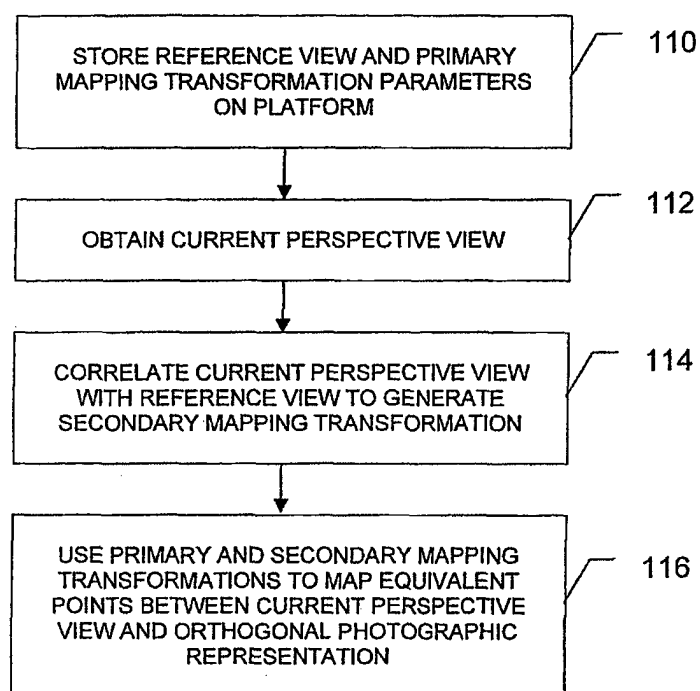 STORE REFERENCE VIEW AND PRIMARY
MAPPING TRANSFORMATION PARAMETERS
ON PLATFORM
110
OBTAIN CURRENT PERSPECTIVE VIEW
112
CORRELATE CURRENT PERSPECTIVE VIEW
WITH REFERENCE VIEW TO GENERATE
SECONDARY MAPPING TRANSFORMATION
114
USE PRIMARY AND SECONDARY MAPPING
TRANSFORMATIONS TO MAP EQUIVALENT
POINTS BETWEEN CURRENT PERSPECTIVE
VIEW AND ORTHOGONAL PHOTOGRAPHIC
REPRESENTATION
116